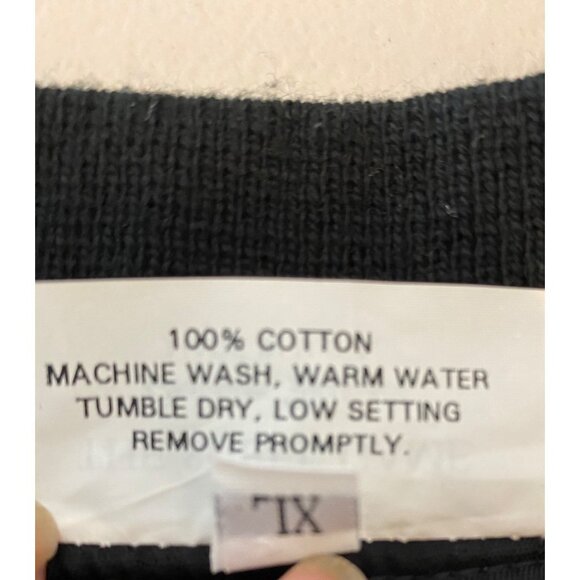 100% COTTON
MACHINE WASH, WARM WATER
TUMBLE DRY, LOW SETTING
REMOVE PROMPTLY.
XL